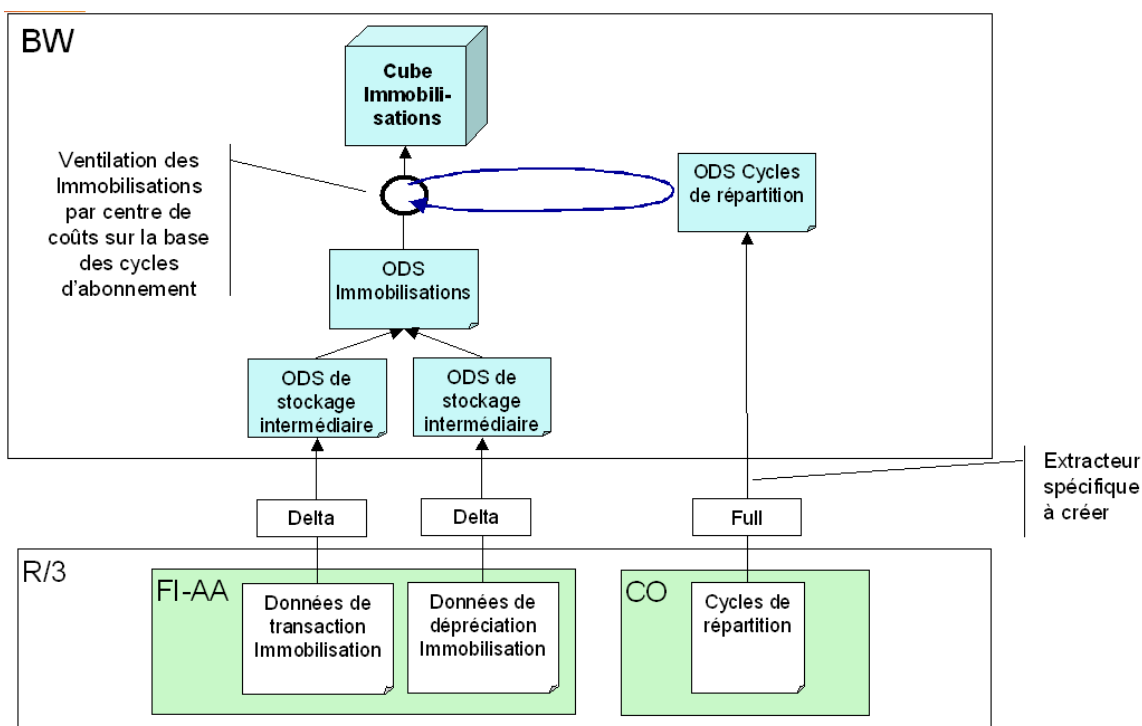 BW
Cube
Immobili-
sations
Ventilation des
Immobilisations
par centre de
coûts sur la base
des cycles
d'abonnement
ODS Cycles
de répartition
ODS
Immobilisations
ODS de
stockage
intermédiaire
ODS de
stockage
intermédiaire
Extracteur
spécifique
à créer
Delta
Delta
Full
R/3
FI-AA
Données de
transaction
Immobilisation
Données de
dépréciation
Immobilisation
CO
Cycles de
répartition